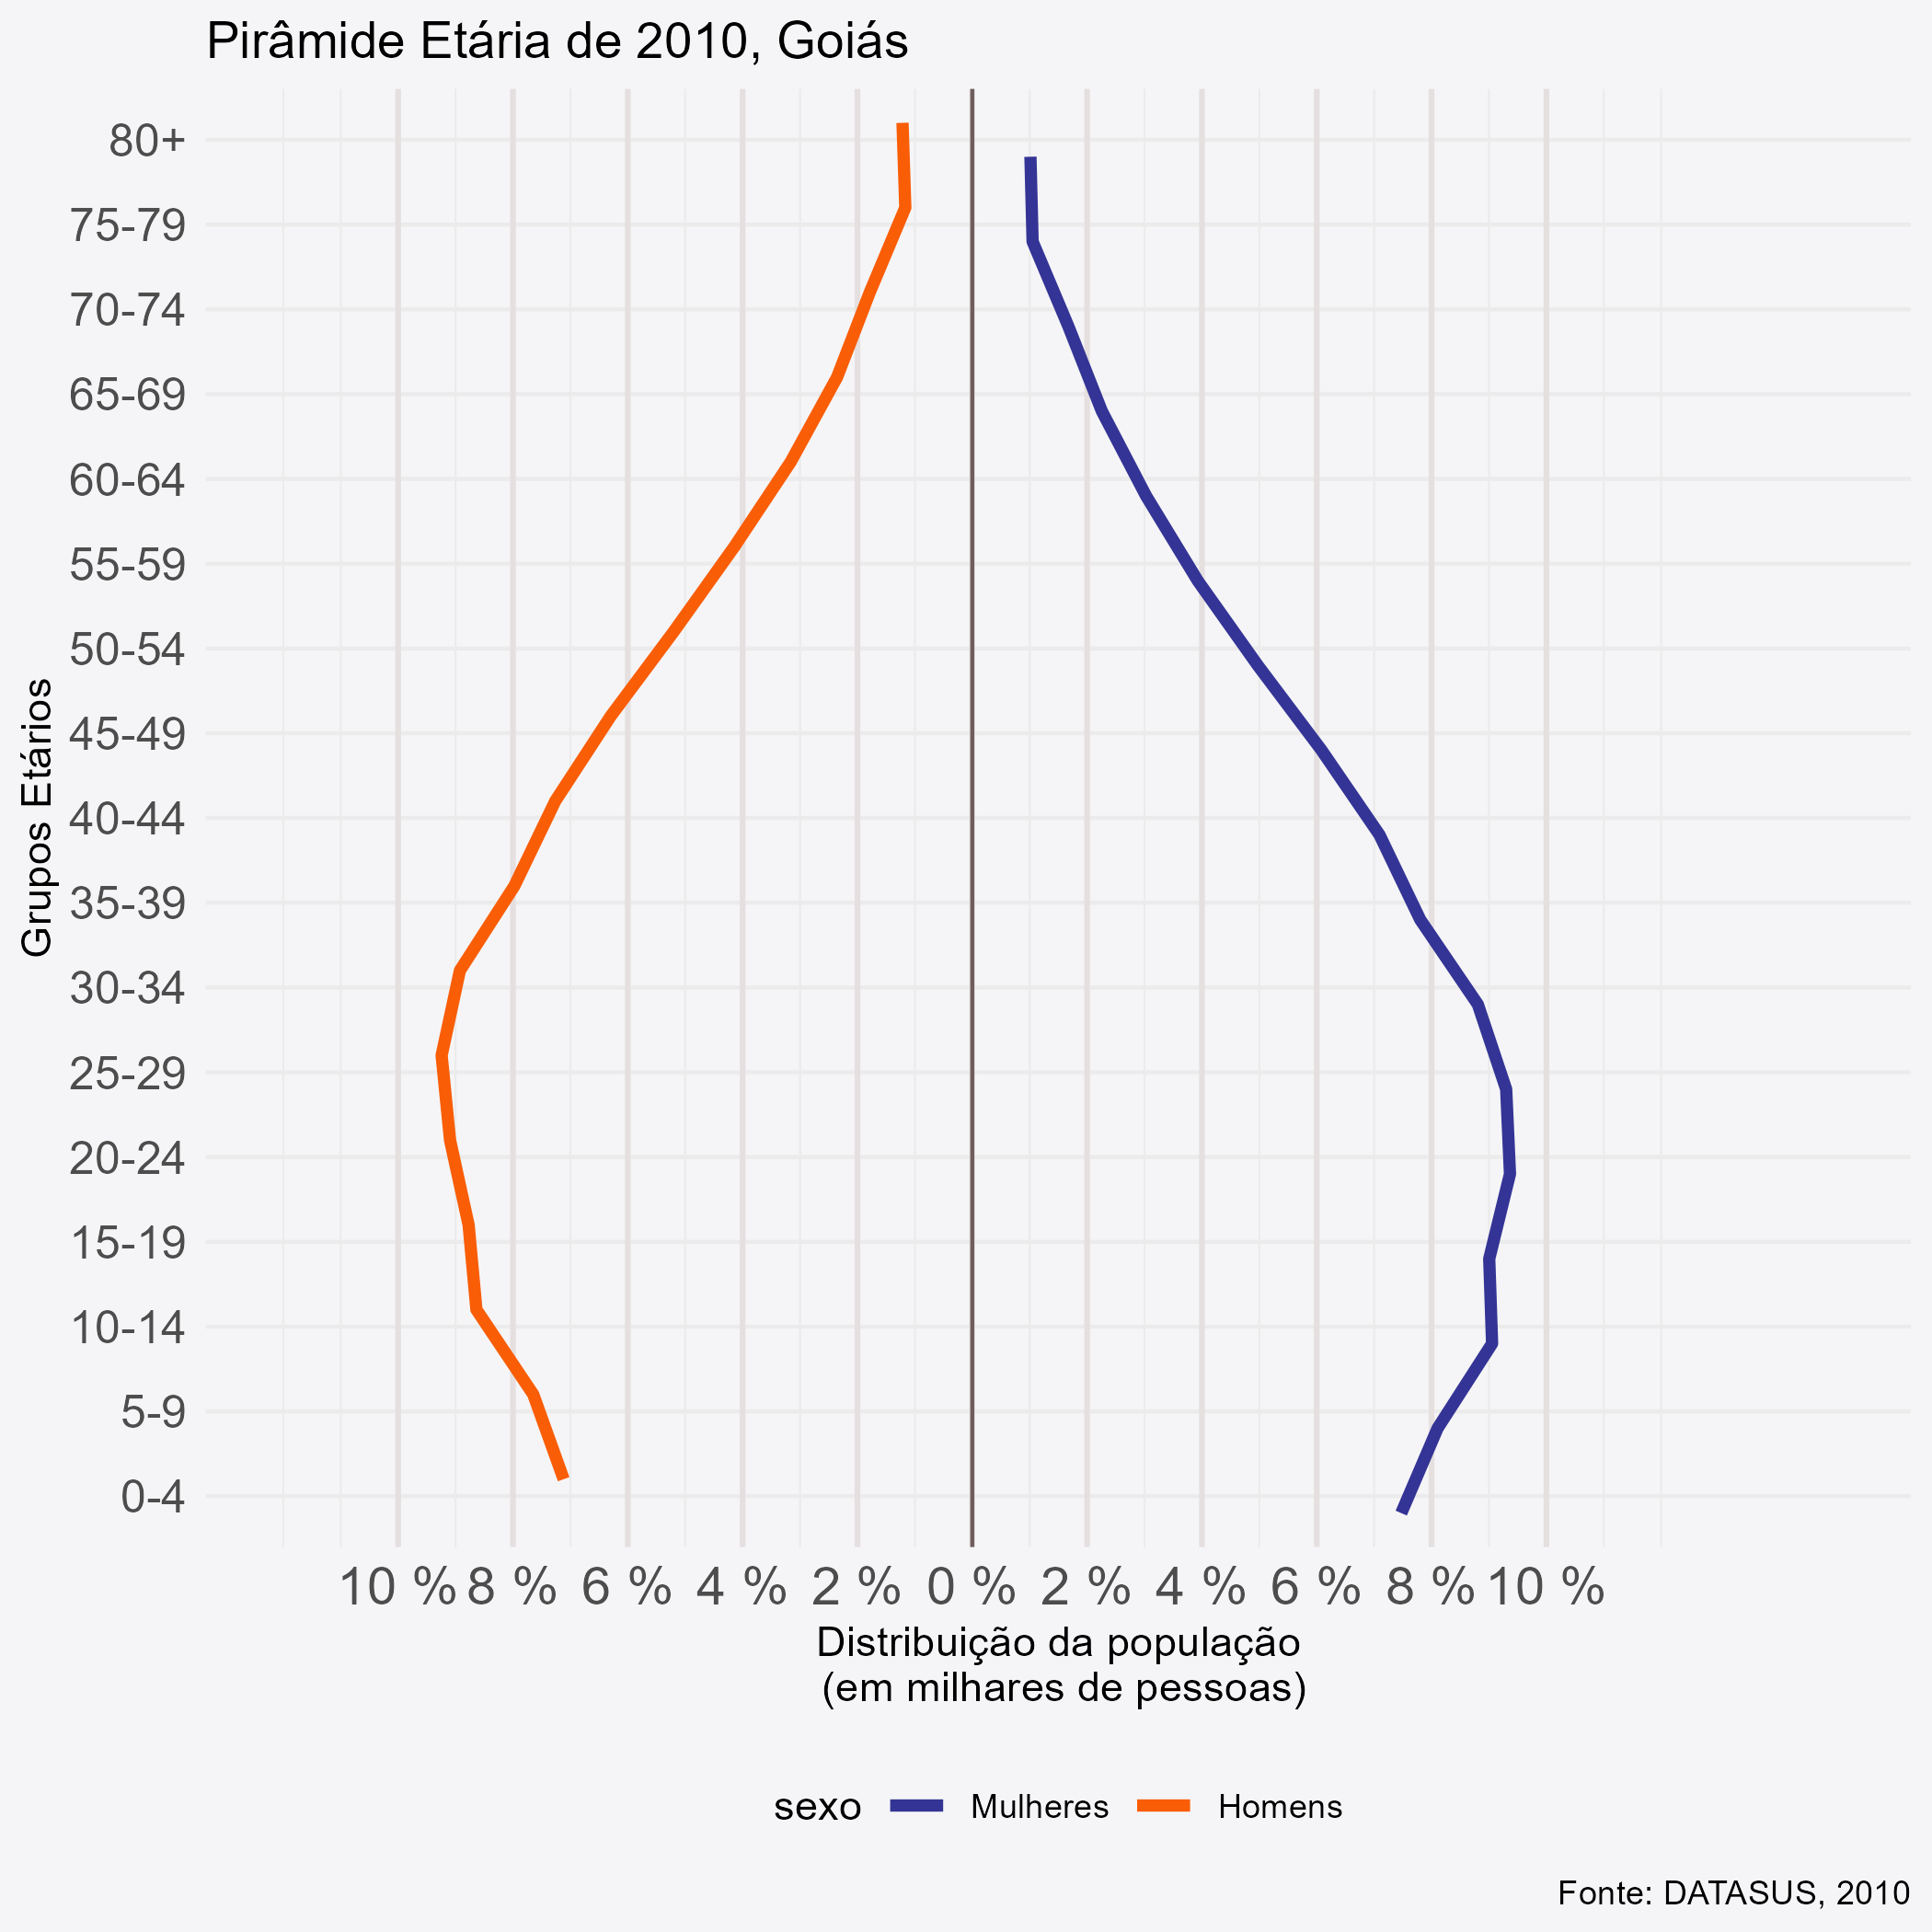 Pirâmide Etária de 2010, Goiás
Grupos Etários
80+
75-79
70-74
65-69
60-64
55-59
50-54
45-49
40-44
35-39
30-34
25-29
20-24
15-19
10-14
5-9
0-4
10 % 8 % 6 % 4 % 2 % 0 % 2 % 4 % 6 % 8 % 10 %
Distribuição da população
(em milhares de pessoas)
sexo Mulheres Homens
Fonte: DATASUS, 2010